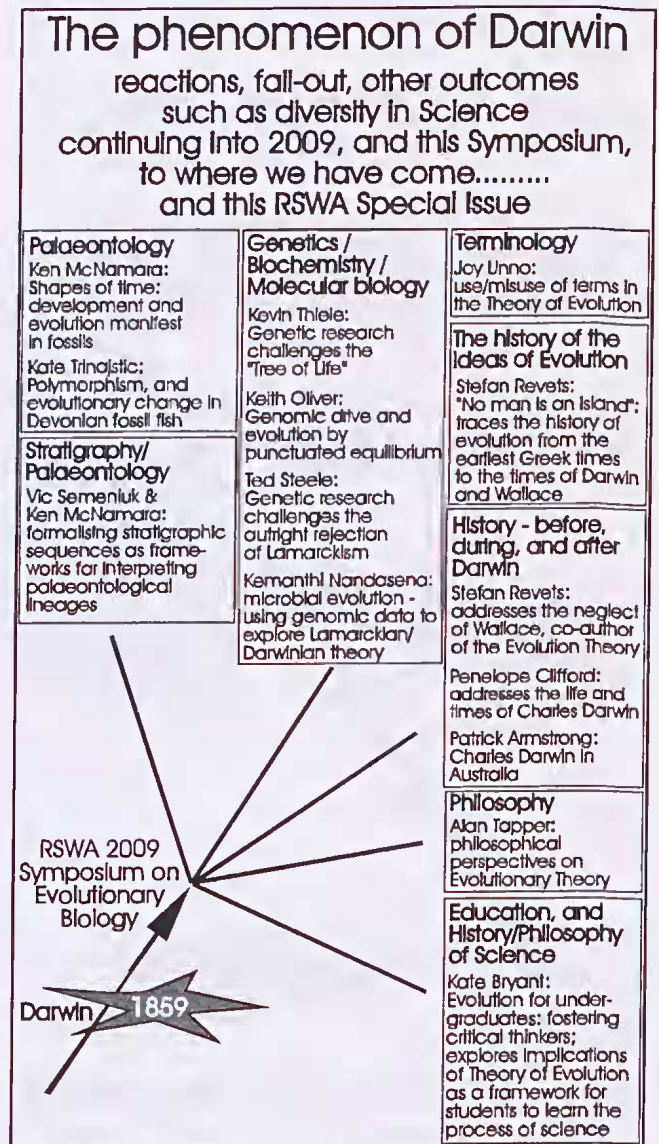 The phenomenon of Darwin
reactions, fall-out, other outcomes
such as diversity in Science
continuing into 2009, and this Symposium,
to where we have come.........
and this RSWA Special Issue
Palaeontology
Ken McNamara:
Shapes of time:
development and
evolution manifest
in fossils
Kate Trinajstic:
Polymorphism, and
evolutionary change in
Devonian fossil fish
Stratigraphy/
Palaeontology
Vic Semeniuk &
Ken McNamara:
formalising stratigraphic
sequences as frame-
works for interpreting
palaeontological
lineages
Genetics /
Biochemistry /
Molecular biology
Kevin Thiele:
Genetic research
challenges the
"Tree of Life"
Keith Oliver:
Genomic drive and
evolution by
punctuated equilibrium
Ted Steele:
Genetic research
challenges the
outright rejection
of Lamarckism
Kemanthi Nandasena:
microbial evolution -
using genomic data to
explore Lamarckian/
Darwinian theory
Terminology
Joy Unno:
use/misuse of terms in
the Theory of Evolution
The history of the
Ideas of Evolution
Stefan Revets:
"No man is an island":
traces the history of
evolution from the
earliest Greek times
to the times of Darwin
and Wallace
History - before,
during, and after
Darwin
Stefan Revets:
addresses the neglect
of Wallace, co-author
of the Evolution Theory
Penelope Clifford:
addresses the life and
times of Charles Darwin
Patrick Armstrong:
Charles Darwin in
Australia
Philosophy
Alan Tapper:
philosophical
perspectives on
Evolutionary Theory
Education, and
History/Philosophy
of Science
Kate Bryant:
Evolution for under-
graduates: fostering
critical thinkers;
explores implications
of Theory of Evolution
as a framework for
students to learn the
process of science
RSWA 2009
Symposium on
Evolutionary
Biology
Darwin 1859